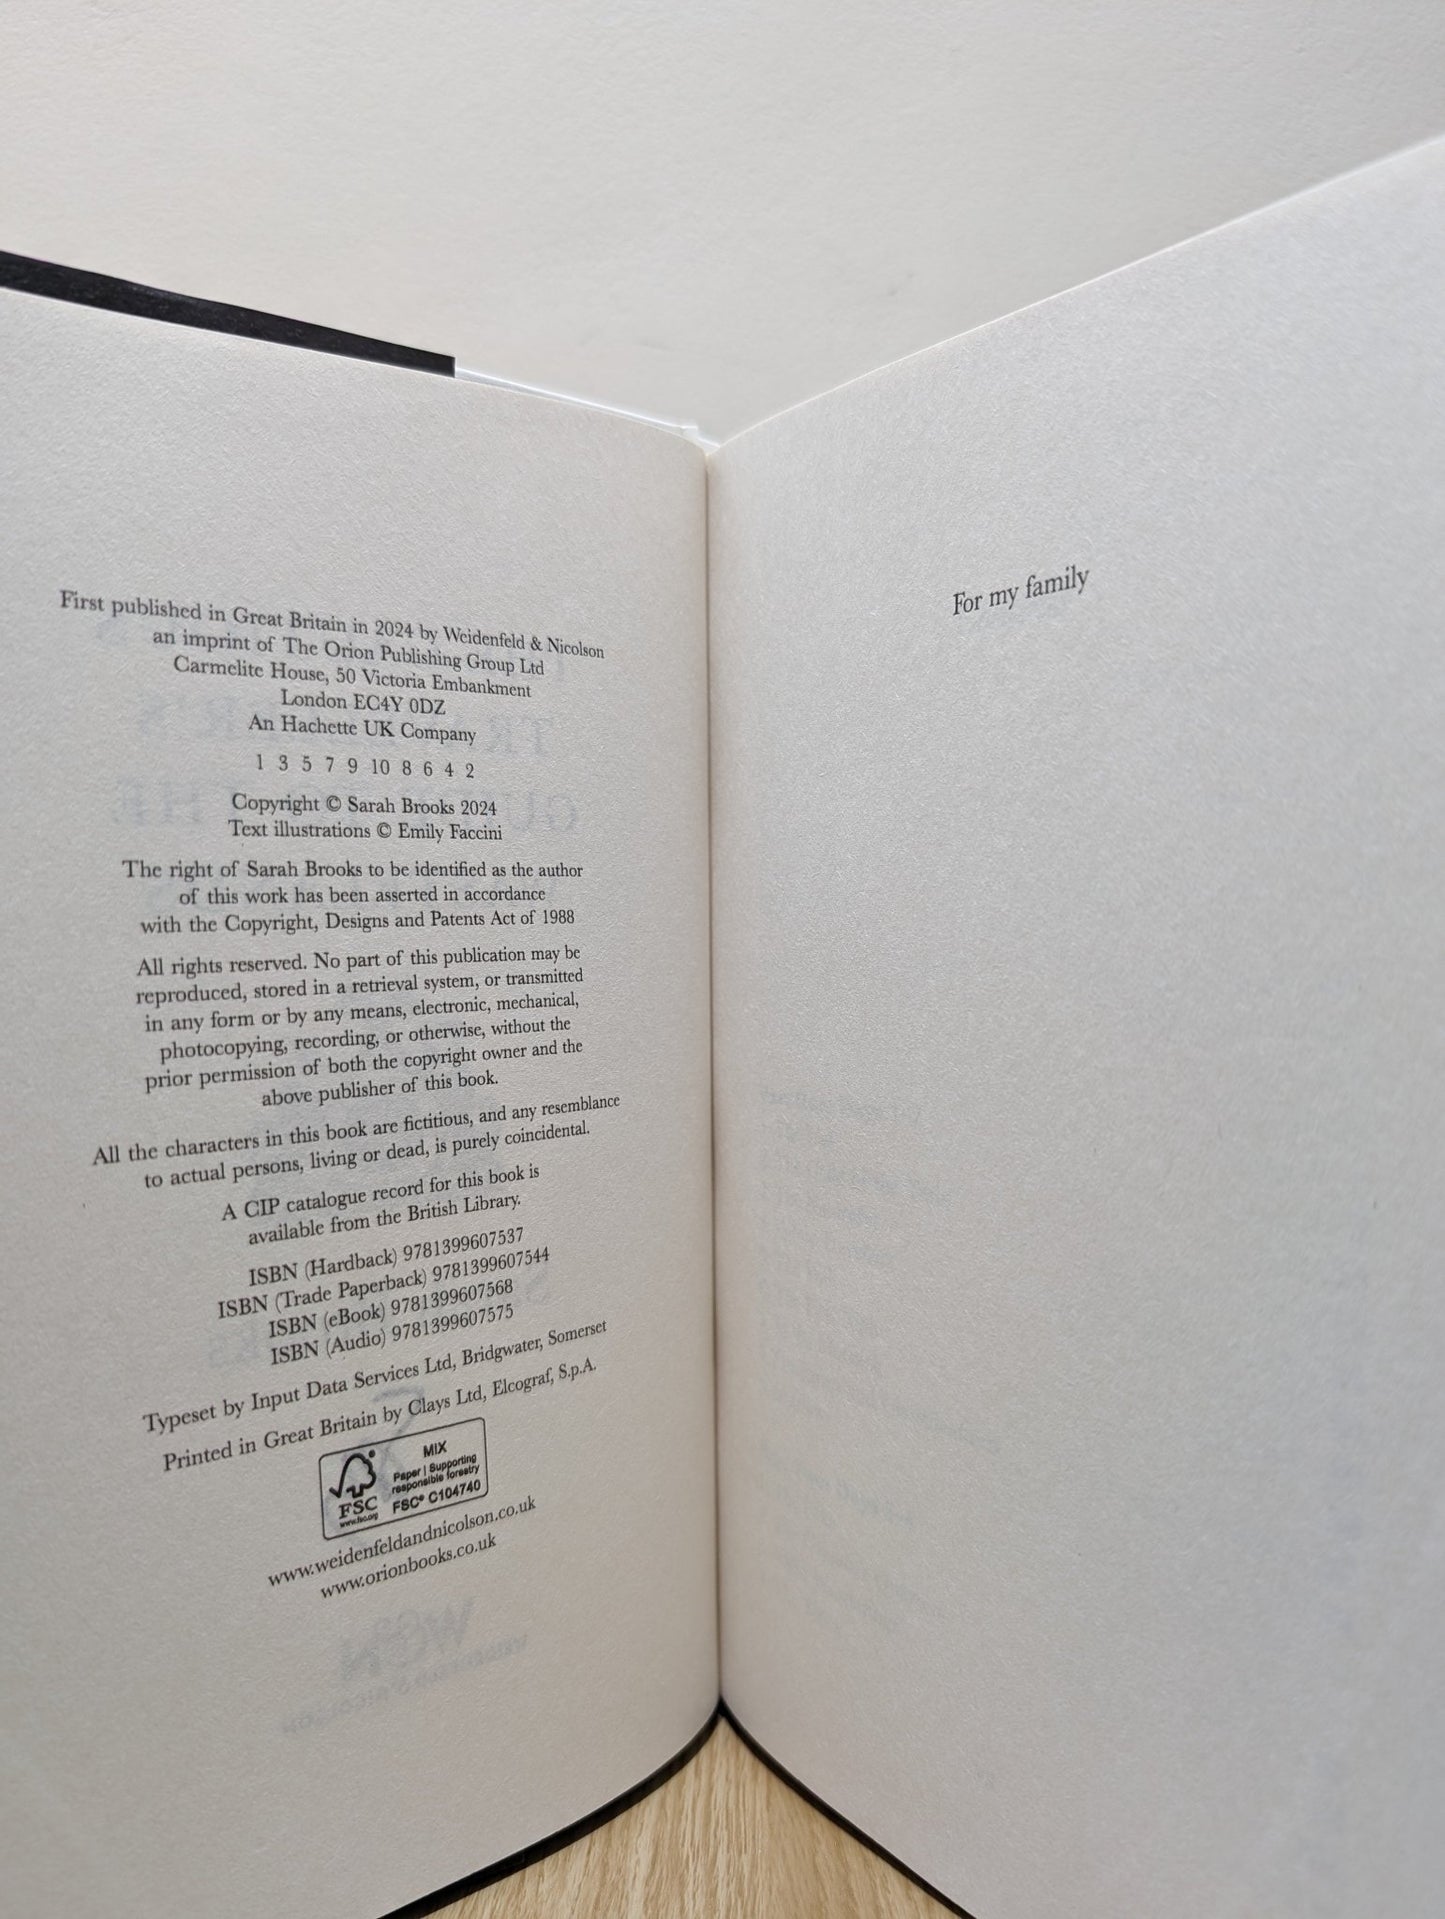 First published in Great Britain in 2024 by Weidenfeld & Nicolson
an imprint of The Orion Publishing Group Ltd
Carmelite House, 50 Victoria Embankment
London EC4Y 0DZ
An Hachette UK Company
1 3 5 7 9 10 8 6 4 2
Copyright © Sarah Brooks 2024
Text illustrations © Emily Faccini
The right of Sarah Brooks to be identified as the author
of this work has been asserted in accordance
with the Copyright, Designs and Patents Act of 1988
All rights reserved. No part of this publication may be
reproduced, stored in a retrieval system, or transmitted
in any form or by any means, electronic, mechanical,
photocopying, recording, or otherwise, without the
prior permission of both the copyright owner and the
above publisher of this book.
All the characters in this book are fictitious, and any resemblance
to actual persons, living or dead, is purely coincidental.
A CIP catalogue record for this book is
available from the British Library.
ISBN (Hardback) 9781399607537
ISBN (Trade Paperback) 9781399607544
ISBN (eBook) 9781399607568
ISBN (Audio) 9781399607575
Typeset by Input Data Services Ltd, Bridgwater, Somerset
Printed in Great Britain by Clays Ltd, Elcograf, S.p.A.
FSC
www.fsc.org
MIX
Paper | Supporting
responsible forestry
FSC® C104740
www.weidenfeldandnicolson.co.uk
www.orionbooks.co.uk
For my family